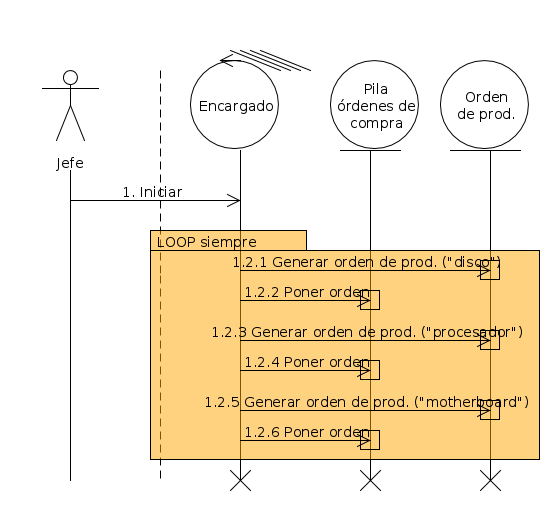 Encargado
Pila
órdenes de
compra
Orden
de prod.
Jefe
1. Iniciar
LOOP siempre
1.2.1 Generar orden de prod. ("disco")
1.2.2 Poner orden
1.2.3 Generar orden de prod. ("procesador")
1.2.4 Poner orden
1.2.5 Generar orden de prod. ("motherboard")
1.2.6 Poner orden